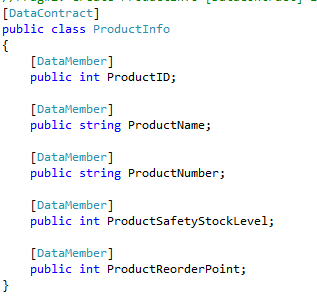 [DataContract]
public class ProductInfo
{
[DataMember]
public int ProductID;
[DataMember]
public string ProductName;
[DataMember]
public string ProductNumber;
[DataMember]
public int ProductSafetyStockLevel;
[DataMember]
public int ProductReorderPoint;
}